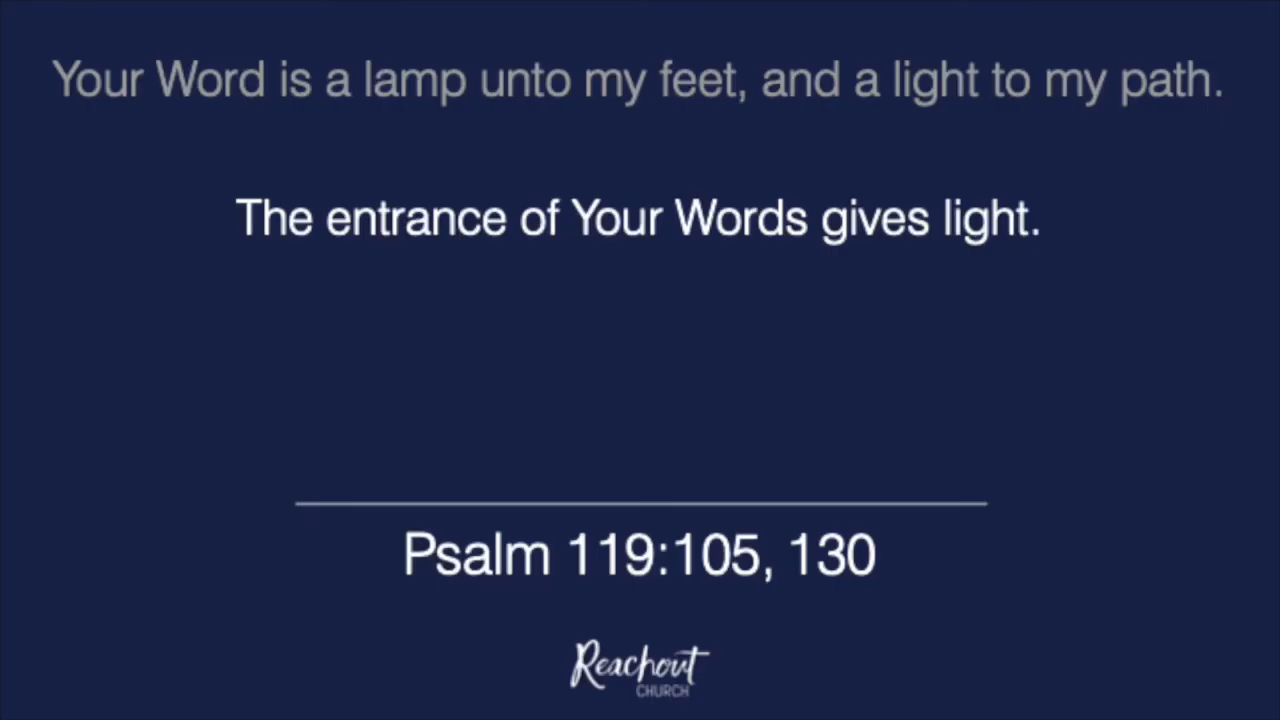 Your Word is a lamp unto my feet, and a light to my path.
The entrance of Your Words gives light.
Psalm 119:105, 130
Reachout
CHURCH